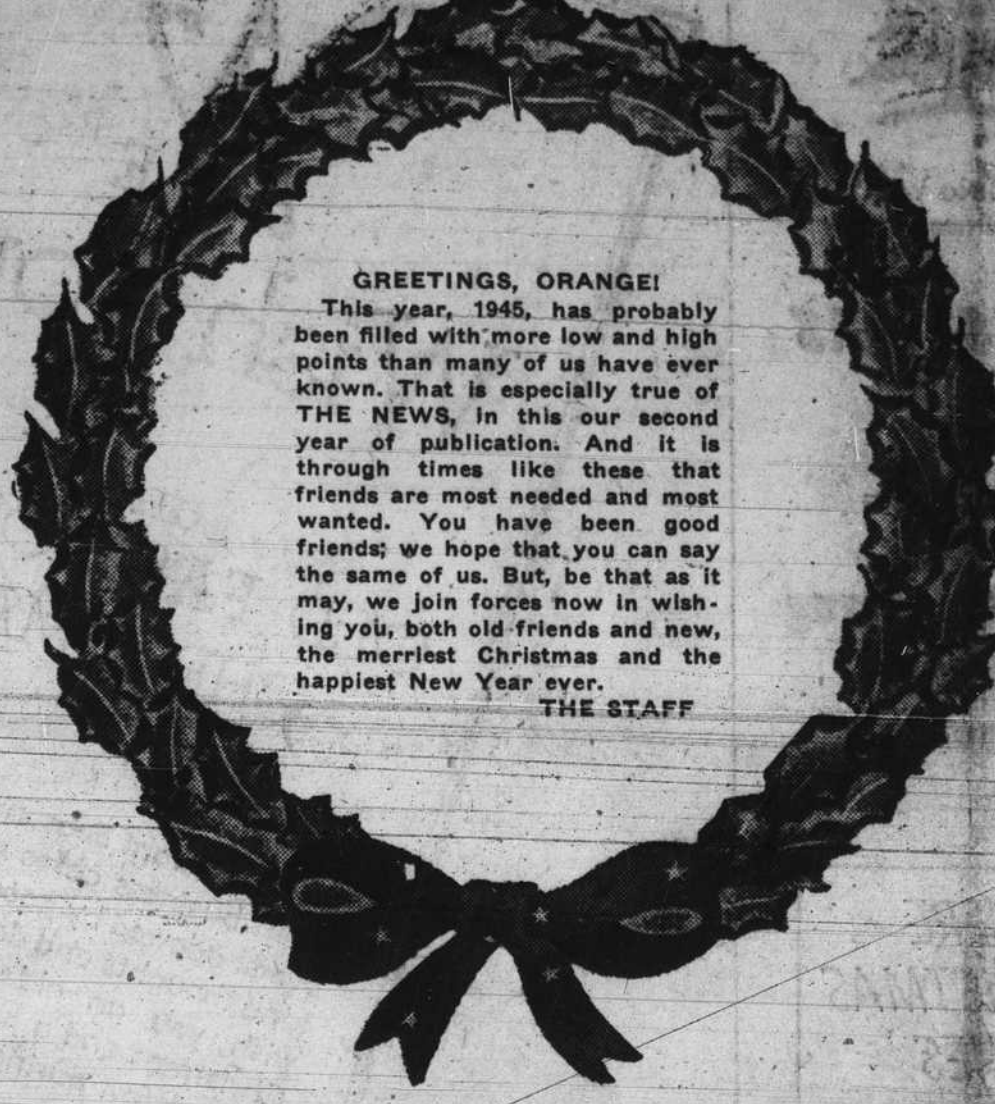 GREETINGS, ORANGE!
This year, 1945, has probably
been filled with more low and high
points than many of us have ever
known. That is especially true of
THE NEWS, in this our second
year of publication. And it is
through times like these that
friends are most needed and most
wanted. You have been good
friends; we hope that you can say
the same of us. But, be that as it
may, we join forces now in wish-
ing you, both old friends and new,
the merriest Christmas and the
happiest New Year ever.
THE STAFF